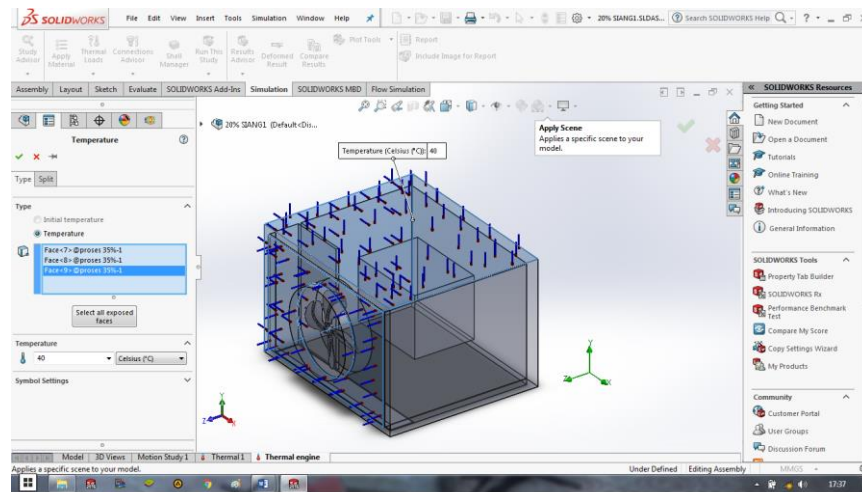 SOLIDWORKS File Edit View Insert Tools Simulation Window Help 20% SIANG1.SLDAS... Search SOLIDWORKS Help
Study Advisor
Apply Material
Thermal Loads
Connections Advisor
Shell Manager
Run This Study
Results Advisor
Deformed Result
Compare Results
Plot Tools
Report
Include Image for Report
Assembly Layout Sketch Evaluate SOLIDWORKS Add-Ins Simulation SOLIDWORKS MBD Flow Simulation
Temperature
Type Split
Type
Initial temperature
Temperature
Face<7>@proses 35%-1
Face<8>@proses 35%-1
Face<9>@proses 35%-1
Select all exposed
faces
Temperature
40 Celsius (°C)
Symbol Settings
20% SIANG1 (Default<Dis...
Temperature (Celsius (°C)): 40
Apply Scene
Applies a specific scene to your
model.
Y
Z
X
Y
Z
X
SOLIDWORKS Resources
Getting Started
New Document
Open a Document
Tutorials
Online Training
What's New
Introducing SOLIDWORKS
General Information
SOLIDWORKS Tools
Property Tab Builder
SOLIDWORKS Rx
Performance Benchmark
Test
Compare My Score
Copy Settings Wizard
My Products
Community
Customer Portal
User Groups
Discussion Forum
Model 3D Views Motion Study 1 Thermal 1 Thermal engine
Applies a specific scene to your model. Under Defined Editing Assembly MMGS
17:37